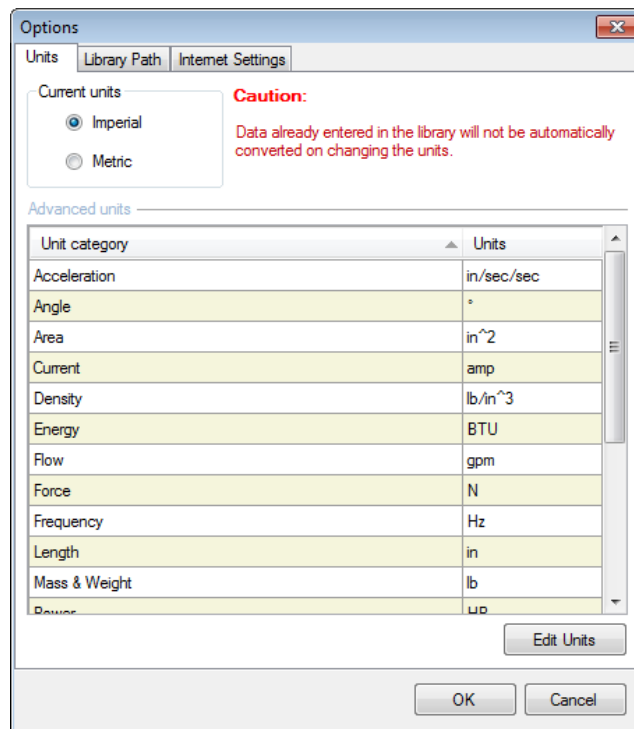 Options
Units Library Path Internet Settings
Current units
Imperial
Metric
Caution:
Data already entered in the library will not be automatically
converted on changing the units.
Advanced units
Unit category Units
Acceleration in/sec/sec
Angle °
Area in^2
Current amp
Density lb/in^3
Energy BTU
Flow gpm
Force N
Frequency Hz
Length in
Mass & Weight lb
Power HP
Edit Units
OK Cancel